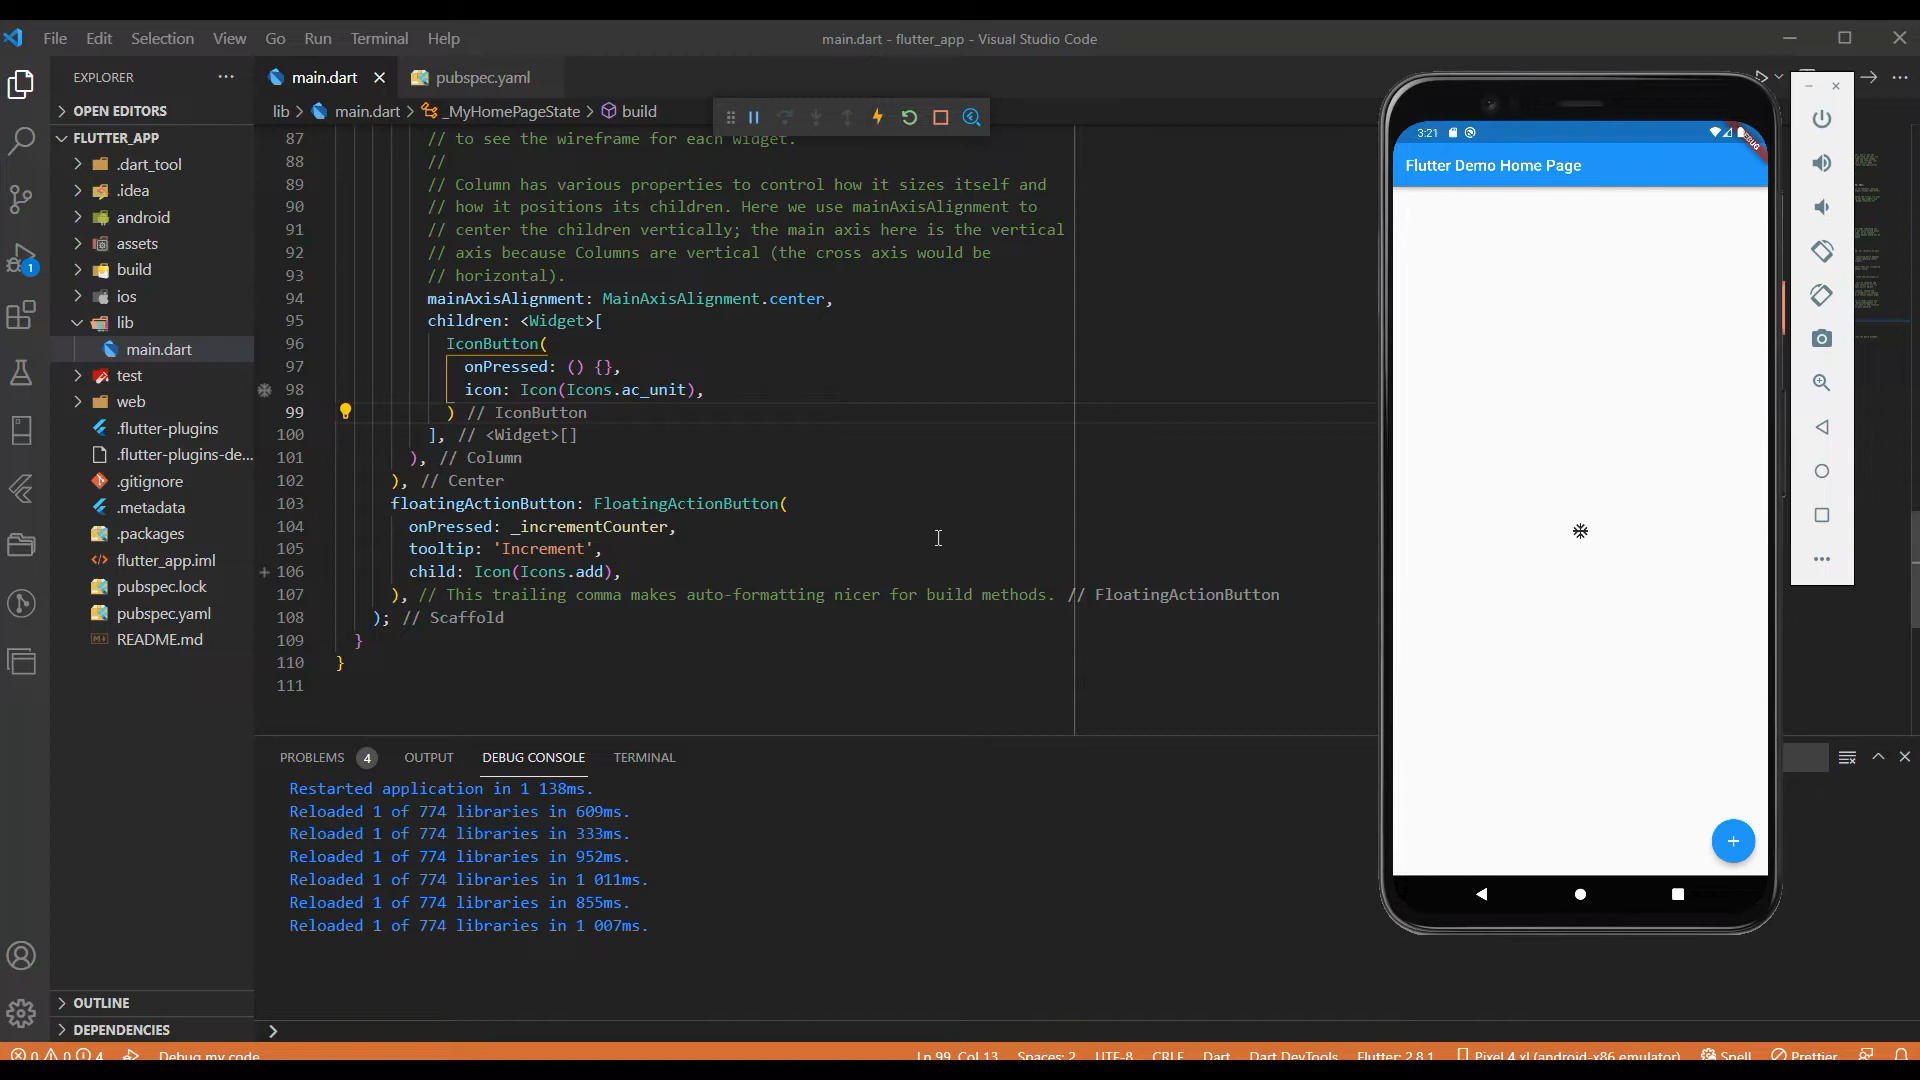 File Edit Selection View Go Run Terminal Help
main.dart - flutter_app - Visual Studio Code
EXPLORER
OPEN EDITORS
FLUTTER_APP
.dart_tool
.idea
android
assets
build
ios
lib
main.dart
test
web
.flutter-plugins
.flutter-plugins-de...
.gitignore
.metadata
.packages
flutter_app.iml
pubspec.lock
pubspec.yaml
README.md
OUTLINE
DEPENDENCIES
1
main.dart
pubspec.yaml
lib > main.dart > _MyHomePageState > build
87 // to see the wireframe for each widget.
88 //
89 // Column has various properties to control how it sizes itself and
90 // how it positions its children. Here we use mainAxisAlignment to
91 // center the children vertically; the main axis here is the vertical
92 // axis because Columns are vertical (the cross axis would be
93 // horizontal).
94 mainAxisAlignment: MainAxisAlignment.center,
95 children: <Widget>[
96 IconButton(
97 onPressed: () {},
98 icon: Icon(Icons.ac_unit),
99 ) // IconButton
100 ], // <Widget>[]
101 ), // Column
102 ), // Center
103 floatingActionButton: FloatingActionButton(
104 onPressed: _incrementCounter,
105 tooltip: 'Increment',
106 child: Icon(Icons.add),
107 ), // This trailing comma makes auto-formatting nicer for build methods. // FloatingActionButton
108 ); // Scaffold
109 }
110 }
111
PROBLEMS 4 OUTPUT DEBUG CONSOLE TERMINAL
Restarted application in 1 138ms.
Reloaded 1 of 774 libraries in 609ms.
Reloaded 1 of 774 libraries in 333ms.
Reloaded 1 of 774 libraries in 952ms.
Reloaded 1 of 774 libraries in 1 011ms.
Reloaded 1 of 774 libraries in 855ms.
Reloaded 1 of 774 libraries in 1 007ms.
3:21
DEBUG
Flutter Demo Home Page
0 0 4 Debug my code Ln 99, Col 13 Spaces: 2 UTF-8 CRLF Dart Dart DevTools Flutter: 2.8.1 Pixel 4 xl (android-x86 emulator) Spell Prettier